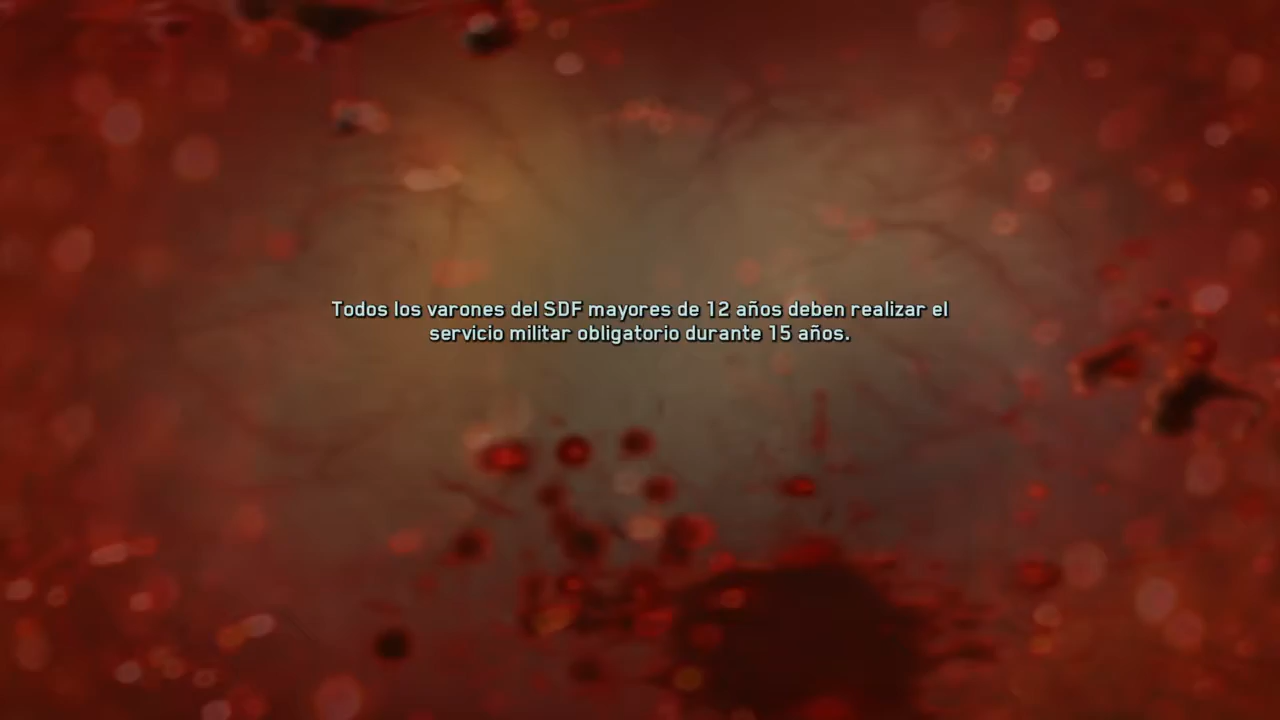 Todos los varones del SDF mayores de 12 años deben realizar el
servicio militar obligatorio durante 15 años.